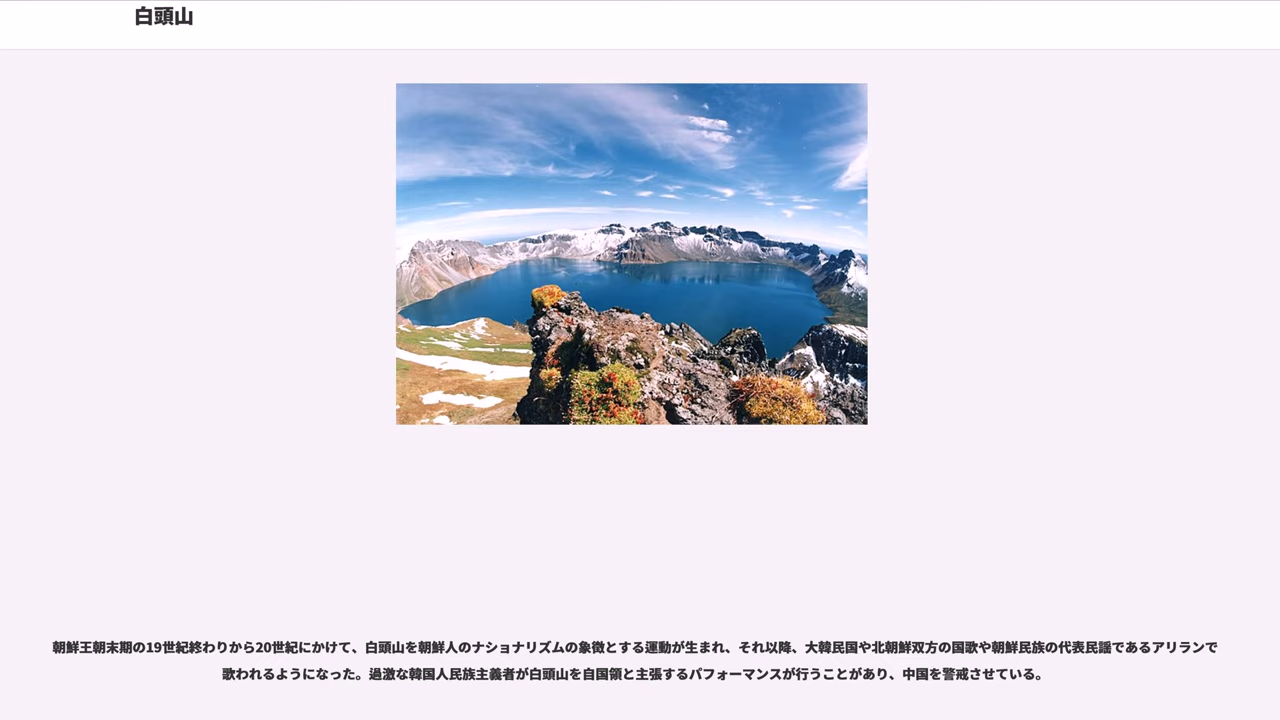 白頭山
朝鮮王朝末期の19世紀終わりから20世紀にかけて、白頭山を朝鮮人のナショナリズムの象徴とする運動が生まれ、それ以降、大韓民国や北朝鮮双方の国歌や朝鮮民族の代表民謡であるアリランで
歌われるようになった。過激な韓国人民族主義者が白頭山を自国領と主張するパフォーマンスが行うことがあり、中国を警戒させている。